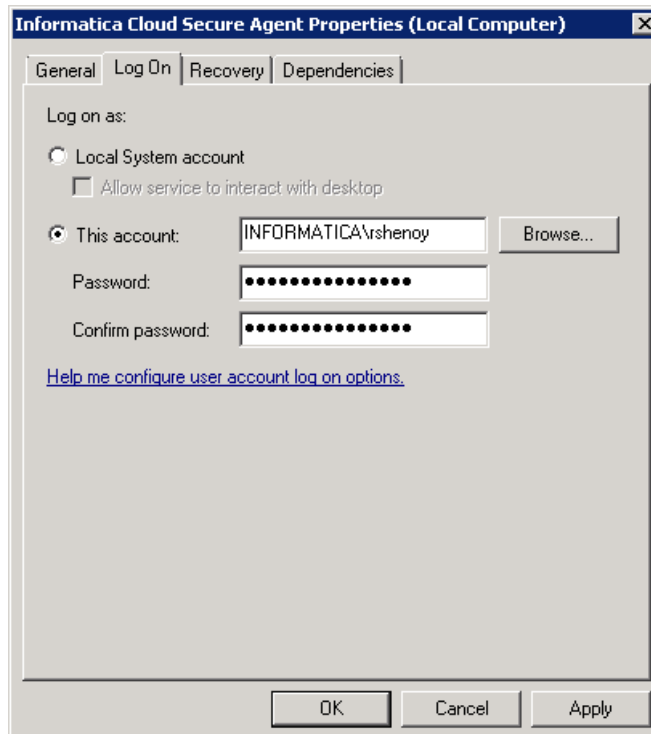 Informatica Cloud Secure Agent Properties (Local Computer)
General Log On Recovery Dependencies
Log on as:
Local System account
Allow service to interact with desktop
This account: INFORMATICA\rshenoy Browse...
Password: ●●●●●●●●●●●●●●●
Confirm password: ●●●●●●●●●●●●●●●
Help me configure user account log on options.
OK Cancel Apply